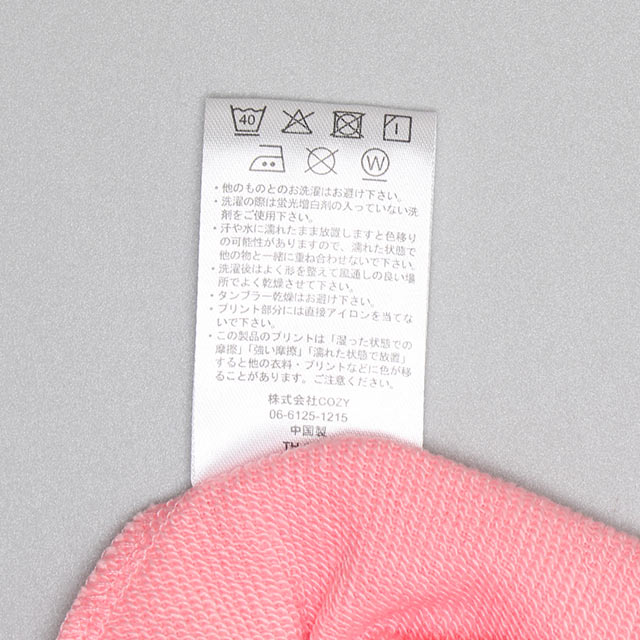 40
W
・他のものとのお洗濯はお避け下さい。
・洗濯の際は蛍光増白剤の入っていない洗
剤をご使用下さい。
・汗や水に濡れたまま放置しますと色移り
の可能性がありますので、濡れた状態で
他の物と一緒に重ね合わせないで下さい。
・洗濯後はよく形を整えて風通しの良い場
所でよく乾燥させて下さい。
・タンブラー乾燥はお避け下さい。
・プリント部分には直接アイロンを当てな
いで下さい。
・この製品のプリントは「湿った状態での
摩擦」「強い摩擦」「濡れた状態で放置」
すると他の衣料・プリントなどに色が移
ることがあります。ご注意ください。
株式会社COZY
06-6125-1215
中国製